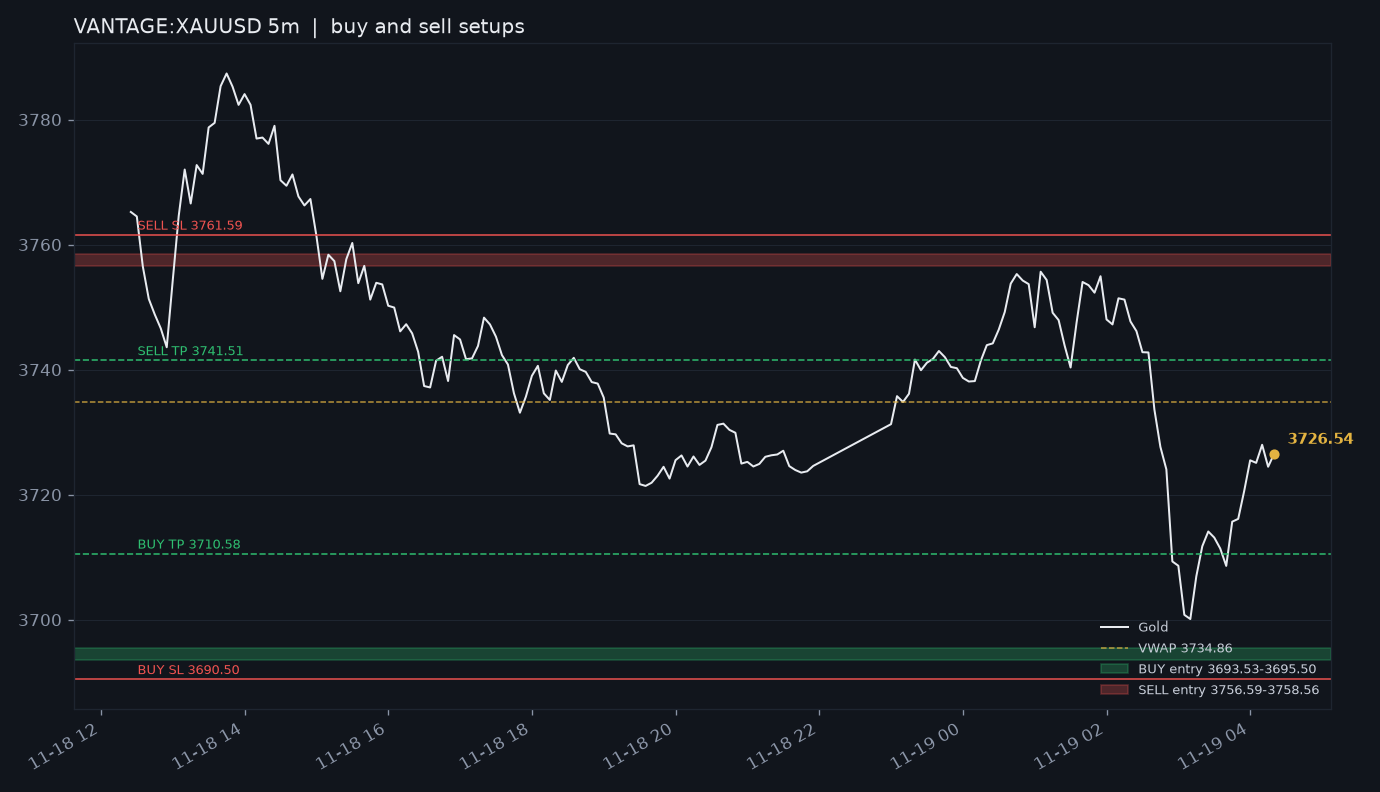 VANTAGE:XAUUSD 5m | buy and sell setups
3780
3760
3740
3720
3700
SELL SL 3761.59
SELL TP 3741.51
3726.54
BUY TP 3710.58
BUY SL 3690.50
Gold
VWAP 3734.86
BUY entry 3693.53-3695.50
SELL entry 3756.59-3758.56
11-18 12
11-18 14
11-18 16
11-18 18
11-18 20
11-18 22
11-19 00
11-19 02
11-19 04